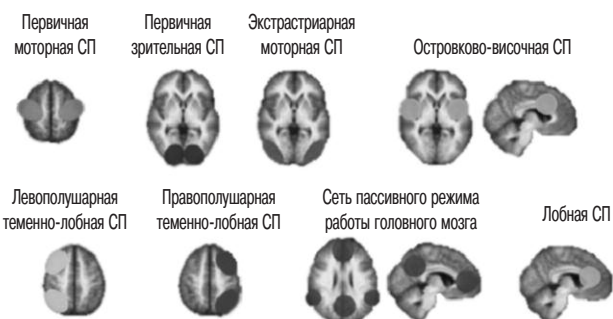 Первичная
моторная СП
Первичная
зрительная СП
Экстрастриарная
моторная СП
Островково-височная СП
Левополушарная
теменно-лобная СП
Правополушарная
теменно-лобная СП
Сеть пассивного режима
работы головного мозга
Лобная СП